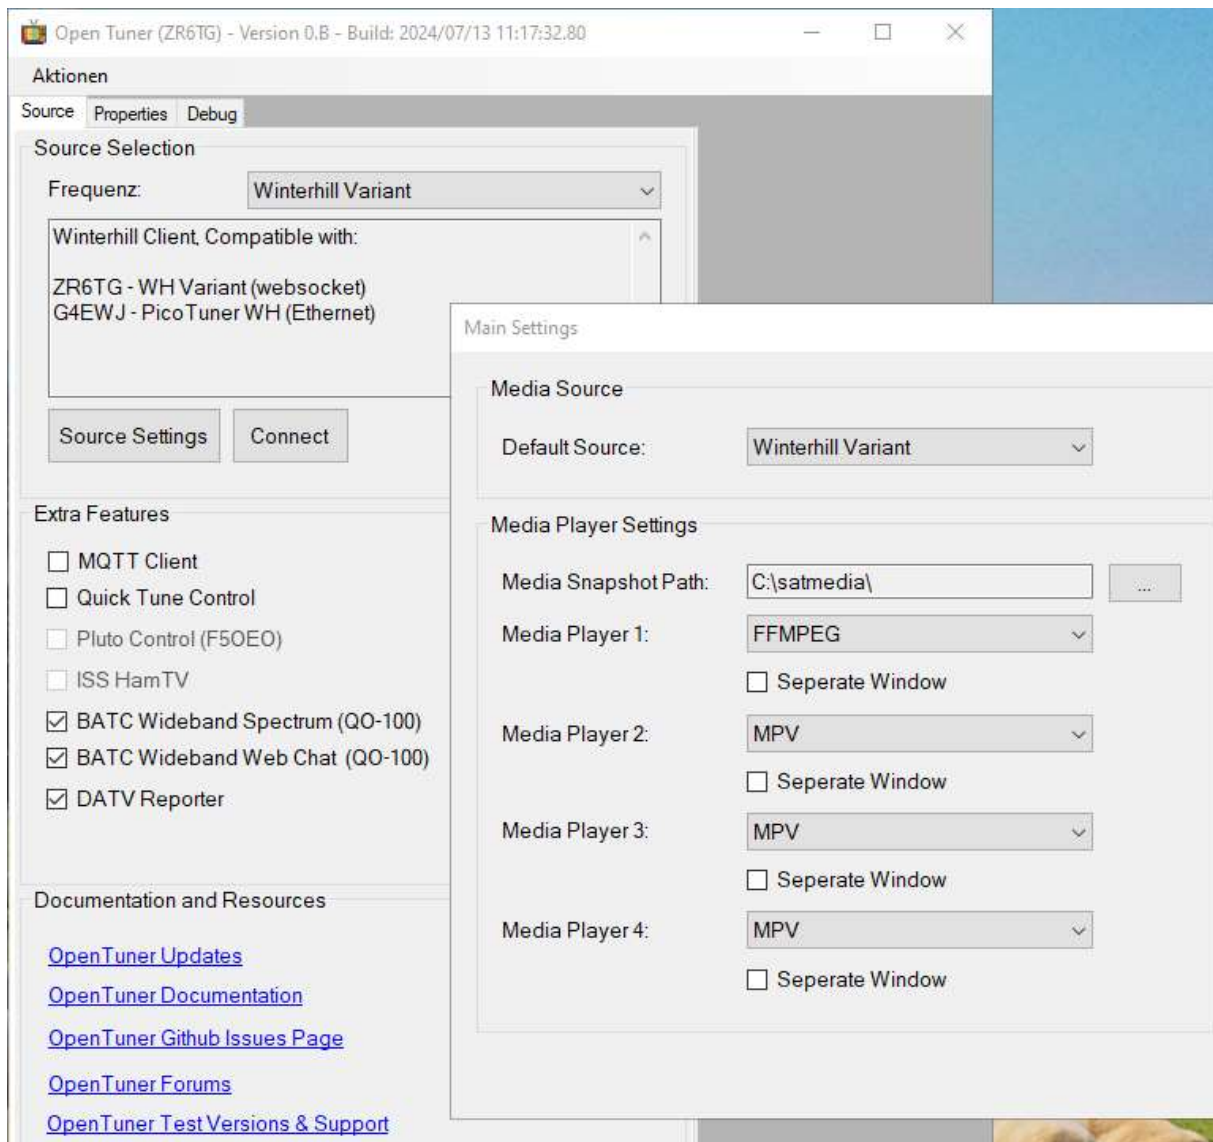 Open Tuner (ZR6TG) - Version 0.B - Build: 2024/07/13 11:17:32.80
Aktionen
Source Properties Debug
Source Selection
Frequenz: Winterhill Variant
Winterhill Client, Compatible with:
ZR6TG - WH Variant (websocket)
G4EWJ - PicoTuner WH (Ethernet)
Source Settings Connect
Extra Features
MQTT Client
Quick Tune Control
Pluto Control (F5OEO)
ISS HamTV
BATC Wideband Spectrum (QO-100)
BATC Wideband Web Chat (QO-100)
DATV Reporter
Documentation and Resources
OpenTuner Updates
OpenTuner Documentation
OpenTuner Github Issues Page
OpenTuner Forums
OpenTuner Test Versions & Support
Main Settings
Media Source
Default Source: Winterhill Variant
Media Player Settings
Media Snapshot Path: C:\satmedia\ ...
Media Player 1: FFMPEG
Seperate Window
Media Player 2: MPV
Seperate Window
Media Player 3: MPV
Seperate Window
Media Player 4: MPV
Seperate Window